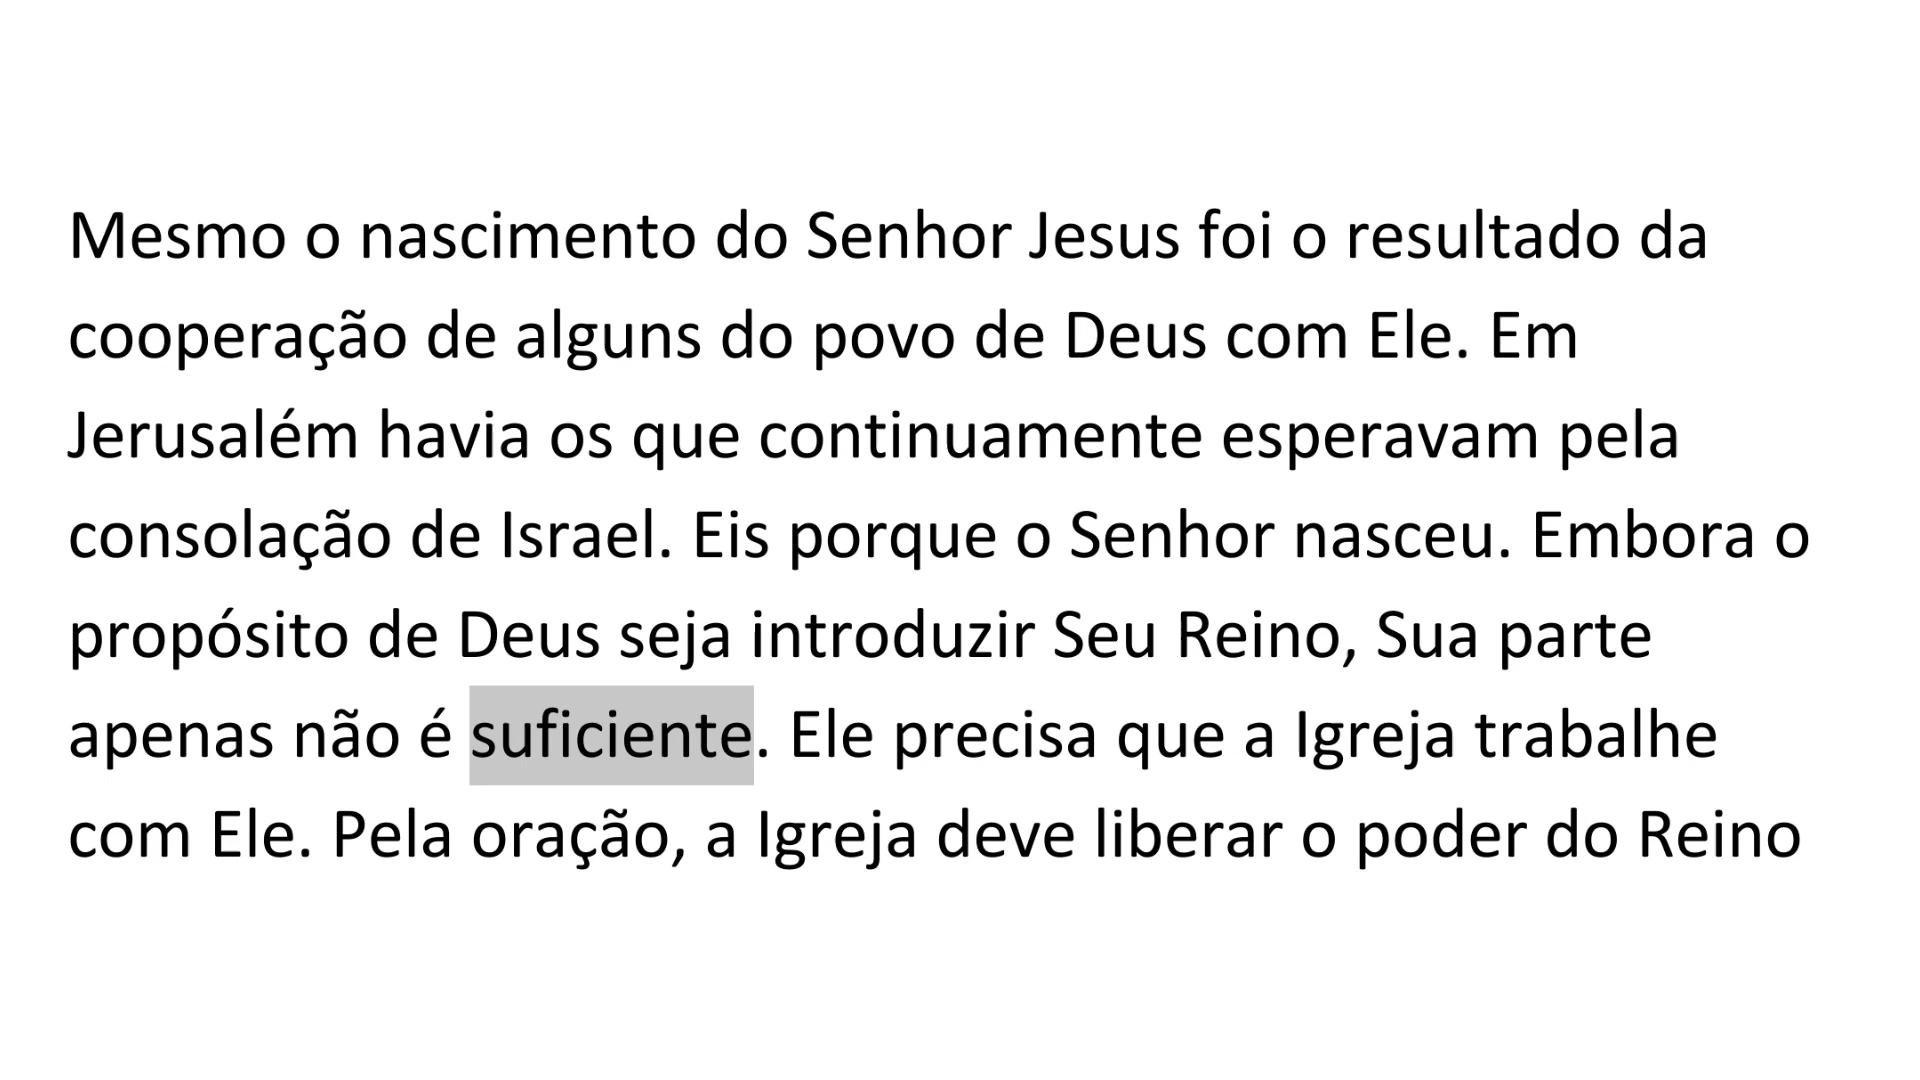 Mesmo o nascimento do Senhor Jesus foi o resultado da
cooperação de alguns do povo de Deus com Ele. Em
Jerusalém havia os que continuamente esperavam pela
consolação de Israel. Eis porque o Senhor nasceu. Embora o
propósito de Deus seja introduzir Seu Reino, Sua parte
apenas não é suficiente. Ele precisa que a Igreja trabalhe
com Ele. Pela oração, a Igreja deve liberar o poder do Reino